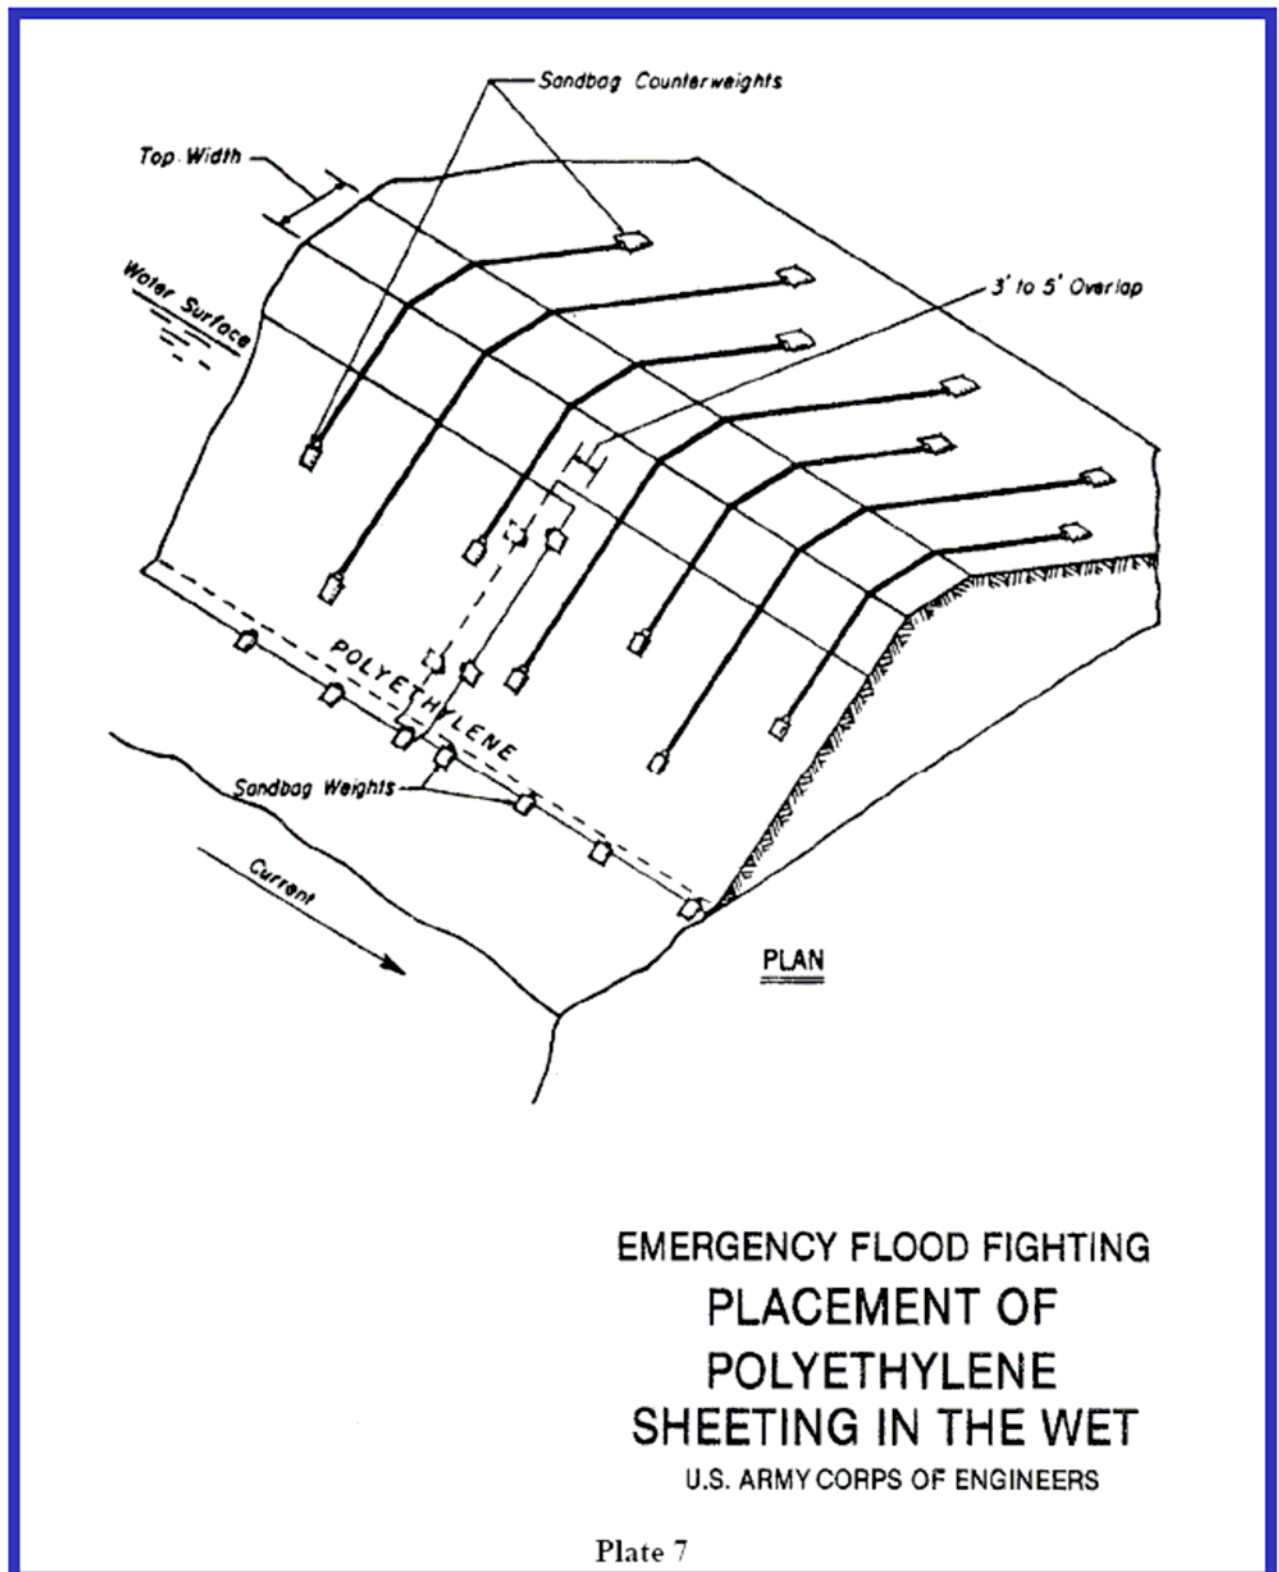 Sandbag Counterweights
Top Width
Water Surface
3' to 5' Overlap
POLYETHYLENE
Sandbag Weights
Current
PLAN
EMERGENCY FLOOD FIGHTING
PLACEMENT OF
POLYETHYLENE
SHEETING IN THE WET
U.S. ARMY CORPS OF ENGINEERS
Plate 7